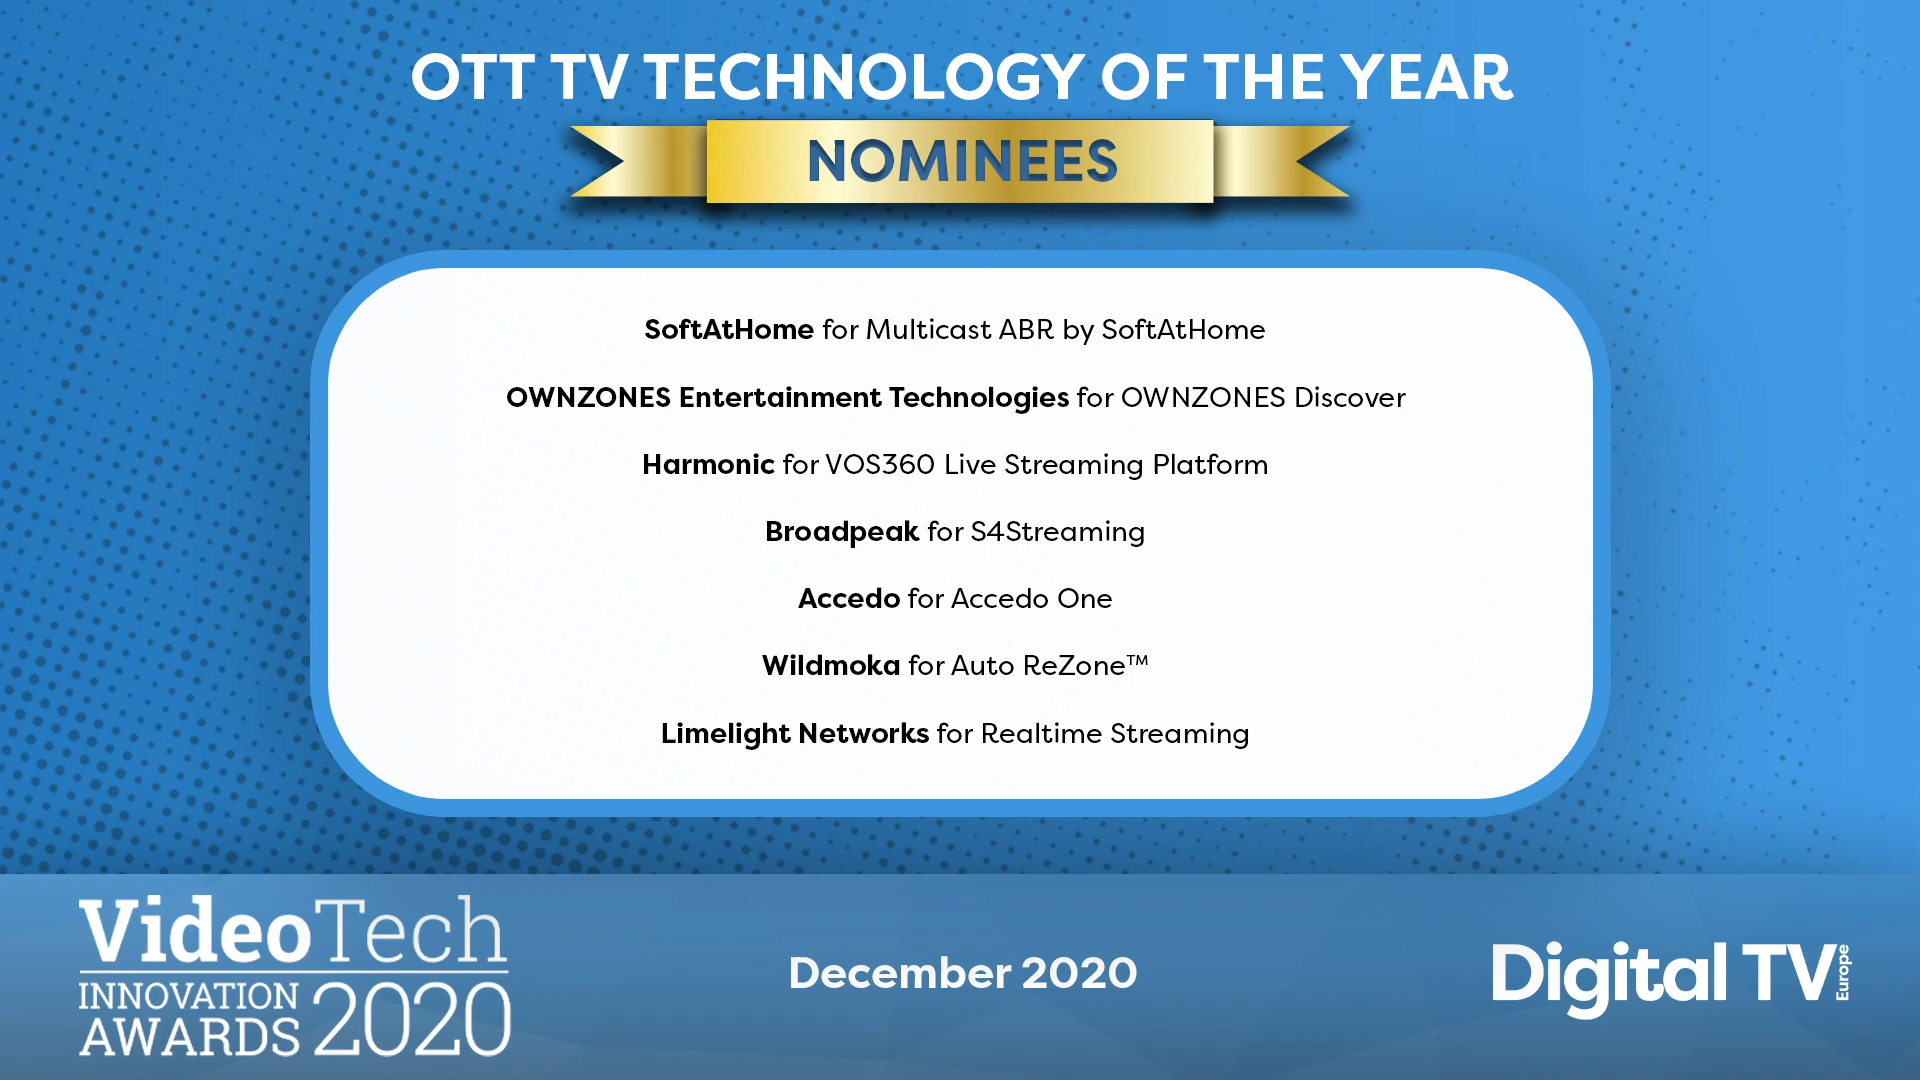 OTT TV TECHNOLOGY OF THE YEAR
NOMINEES
SoftAtHome for Multicast ABR by SoftAtHome
OWNZONES Entertainment Technologies for OWNZONES Discover
Harmonic for VOS360 Live Streaming Platform
Broadpeak for S4Streaming
Accedo for Accedo One
Wildmoka for Auto ReZone™
Limelight Networks for Realtime Streaming
VideoTech
INNOVATION
AWARDS 2020
December 2020
Digital TV Europe